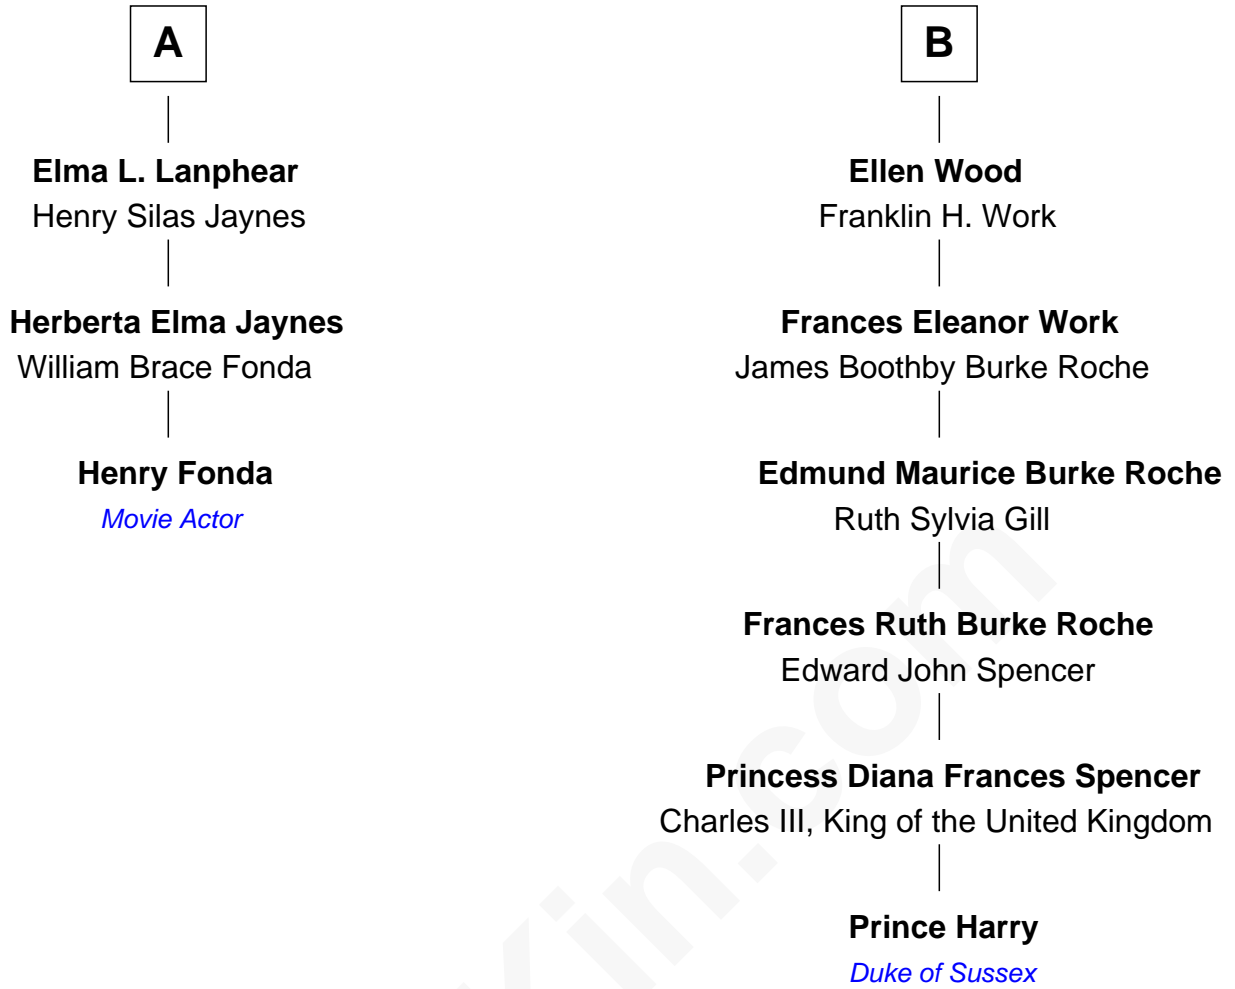 A
Elma L. Lanphear
Henry Silas Jaynes
Herberta Elma Jaynes
William Brace Fonda
Henry Fonda
Movie Actor
B
Ellen Wood
Franklin H. Work
Frances Eleanor Work
James Boothby Burke Roche
Edmund Maurice Burke Roche
Ruth Sylvia Gill
Frances Ruth Burke Roche
Edward John Spencer
Princess Diana Frances Spencer
Charles III, King of the United Kingdom
Prince Harry
Duke of Sussex
Kin.com